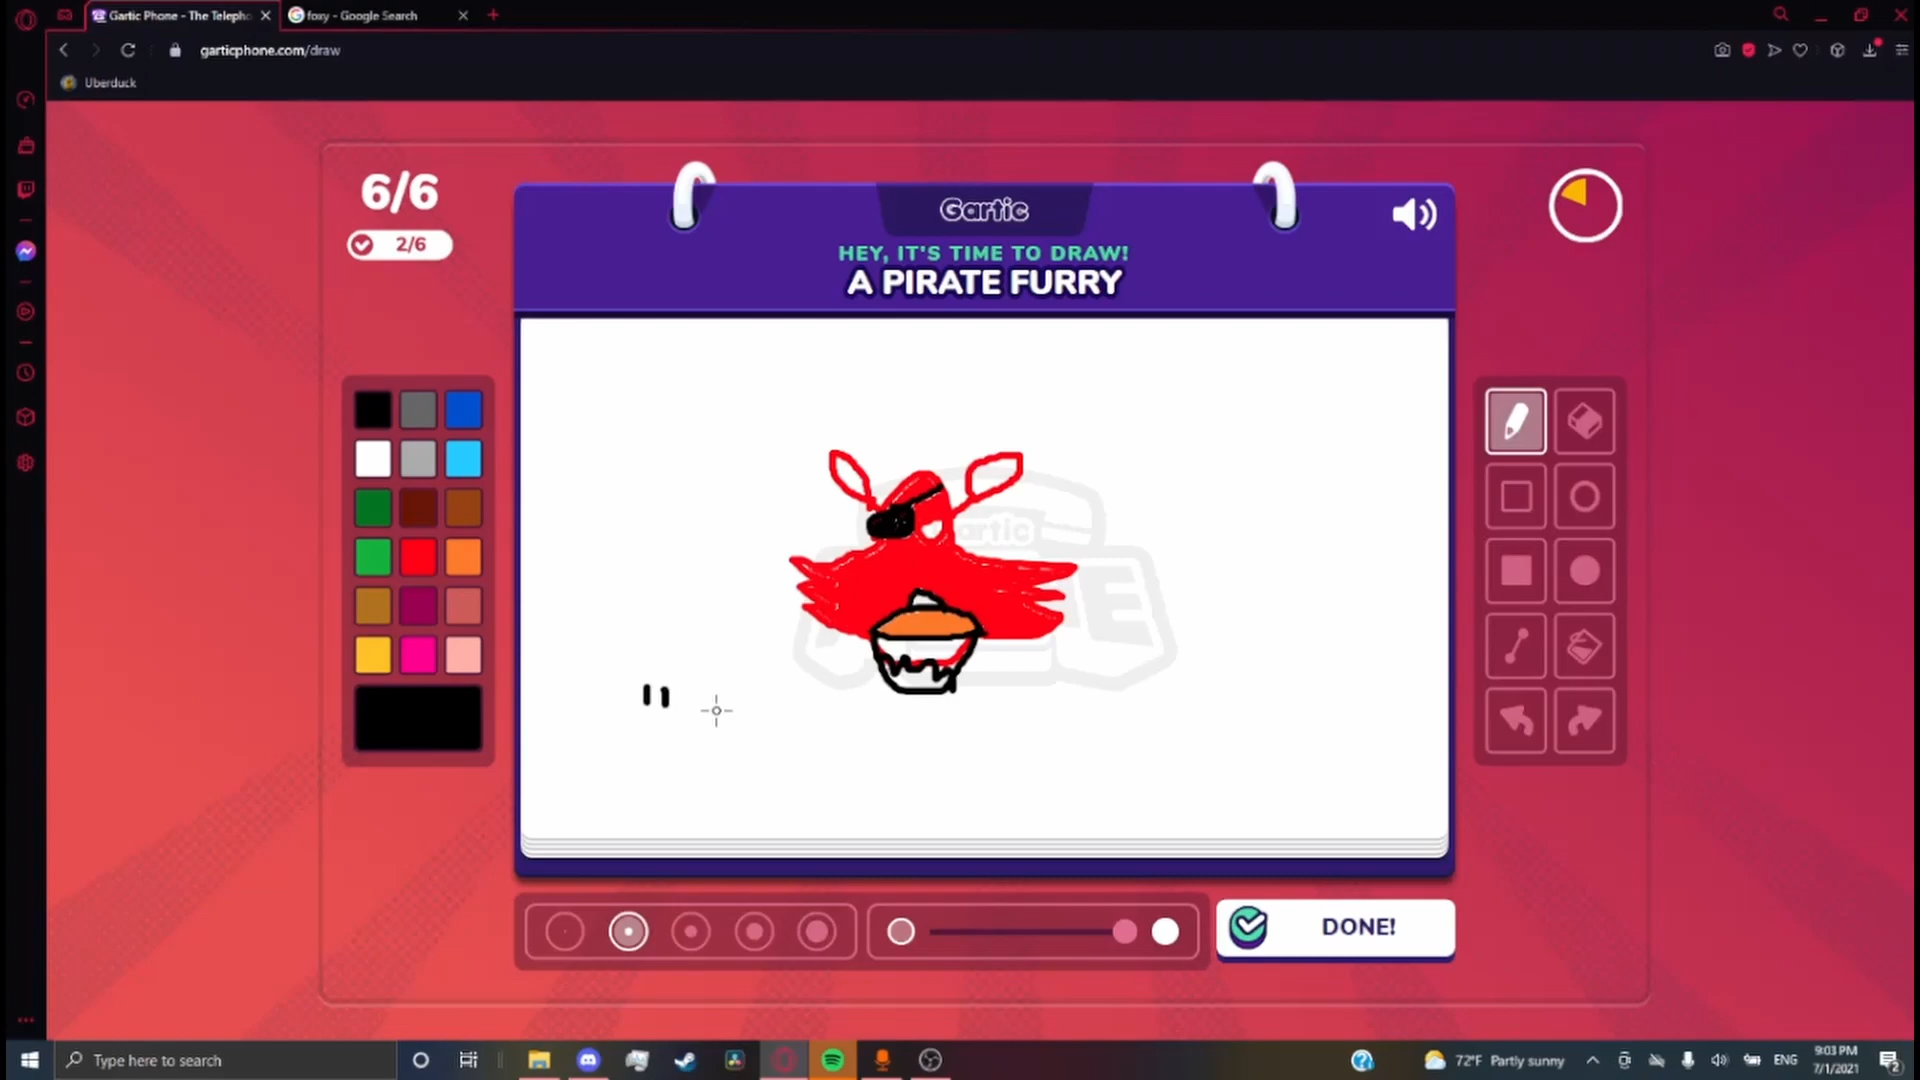 Gartic Phone - The Telepho
foxy - Google Search
garticphone.com/draw
Uberduck
6/6
2/6
Gartic
HEY, IT'S TIME TO DRAW!
A PIRATE FURRY
artic
DONE!
Type here to search
72°F Partly sunny
ENG
9:03 PM
7/1/2021
2